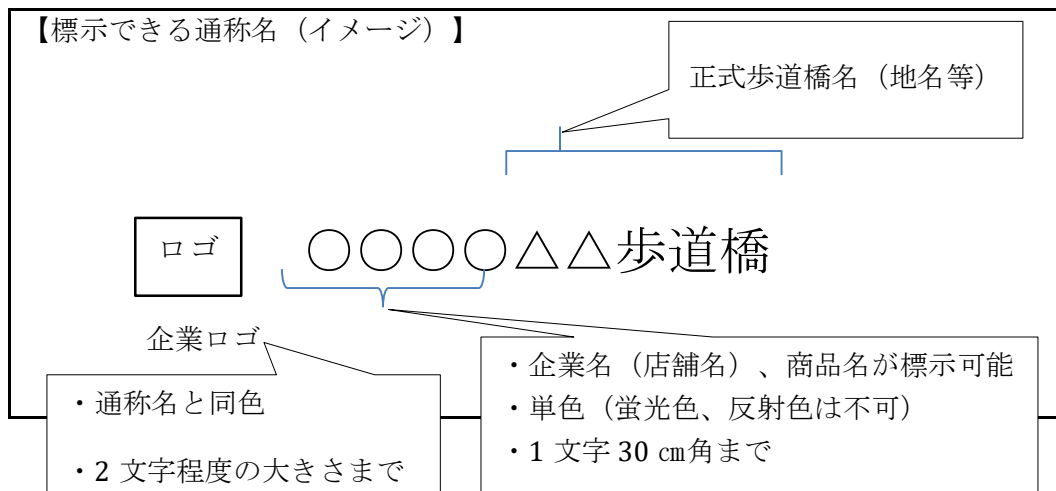 【標示できる通称名(イメージ)】
正式歩道橋名(地名等)
ロゴ
○○○○△△歩道橋
企業ロゴ
・通称名と同色
・2 文字程度の大きさまで
・企業名(店舗名)、商品名が標示可能
・単色(蛍光色、反射色は不可)
・1 文字 30 ㎝角まで